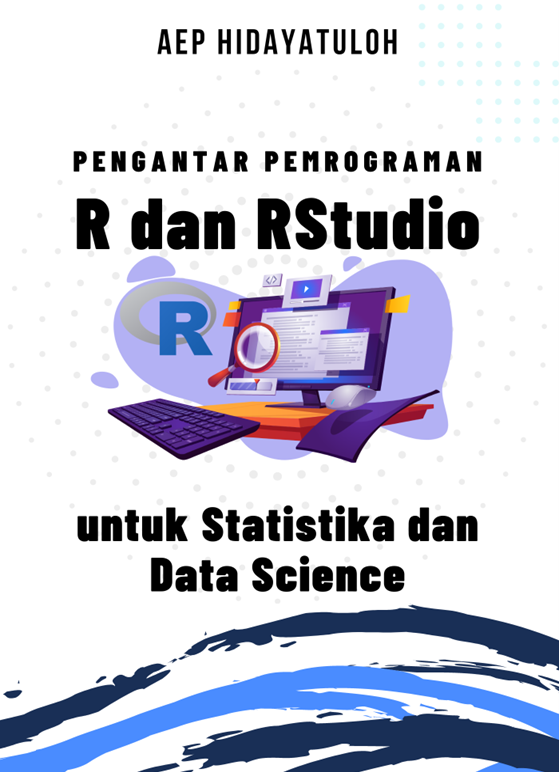 AEP HIDAYATULOH
PENGANTAR PEMROGRAMAN
R dan RStudio
</>
R
untuk Statistika dan
Data Science